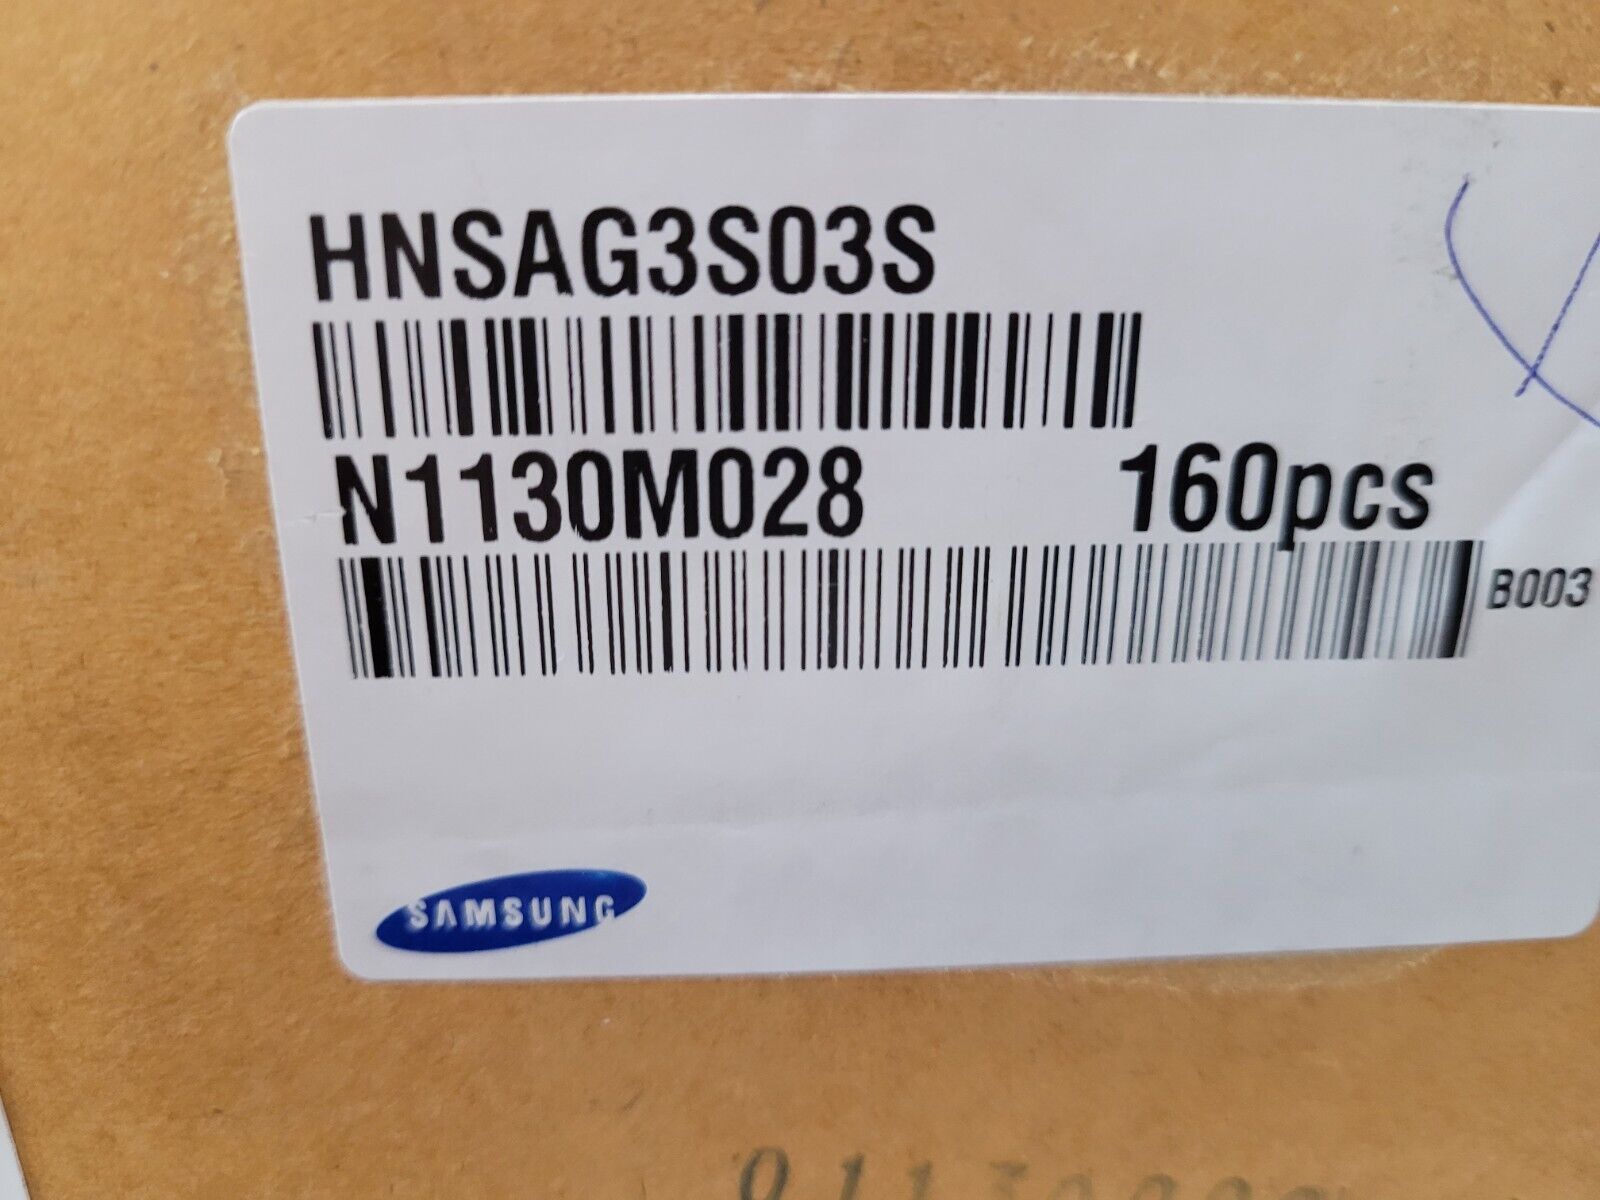 HNSAG3S03S
N1130M028 160pcs
B003
SAMSUNG